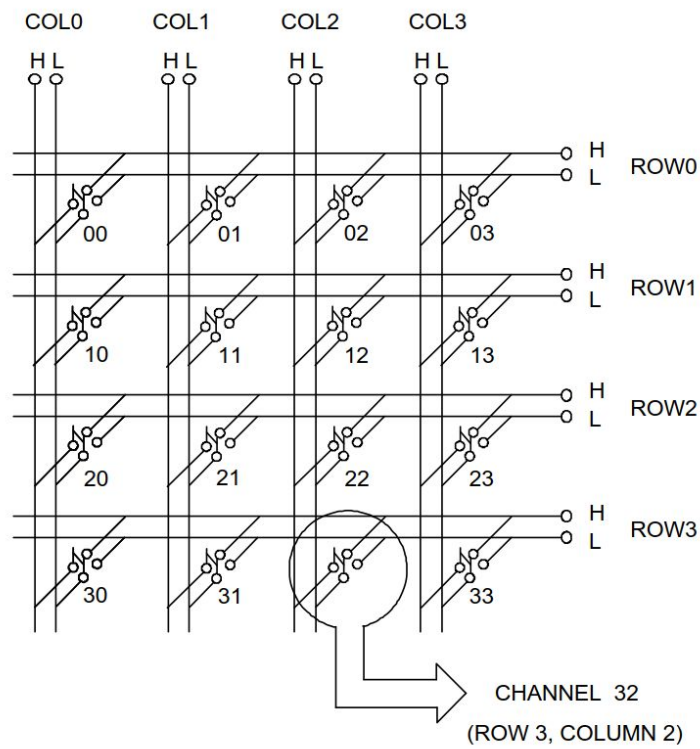 COL0 COL1 COL2 COL3
H L H L H L H L
H
ROW0
L
00 01 02 03
H
ROW1
L
10 11 12 13
H
ROW2
L
20 21 22 23
H
ROW3
L
30 31 33
CHANNEL 32
(ROW 3, COLUMN 2)